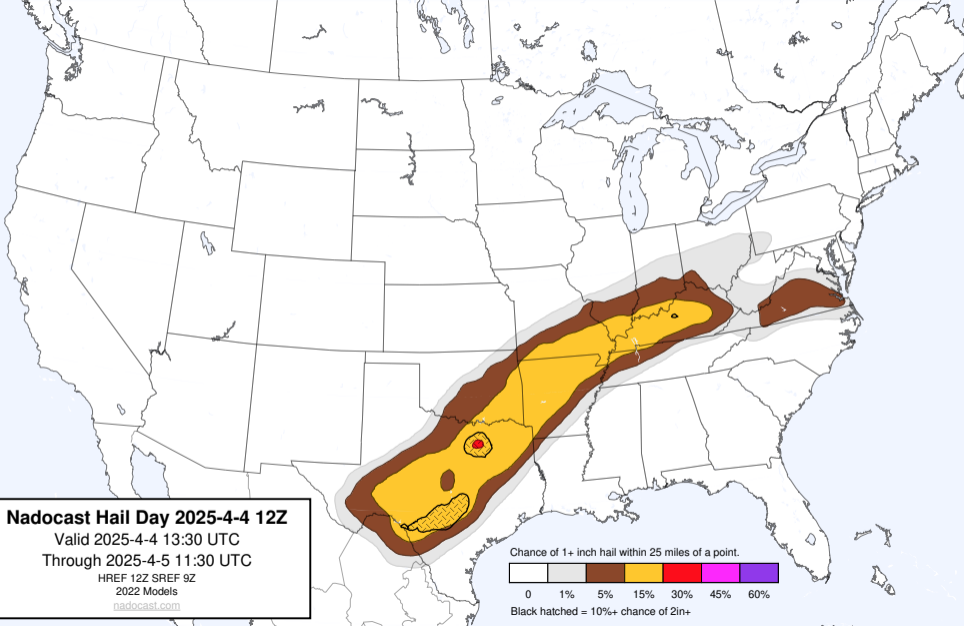 Nadocast Hail Day 2025-4-4 12Z
Valid 2025-4-4 13:30 UTC
Through 2025-4-5 11:30 UTC
HREF 12Z SREF 9Z
2022 Models
nadocast.com
Chance of 1+ inch hail within 25 miles of a point.
0 1% 5% 15% 30% 45% 60%
Black hatched = 10%+ chance of 2in+